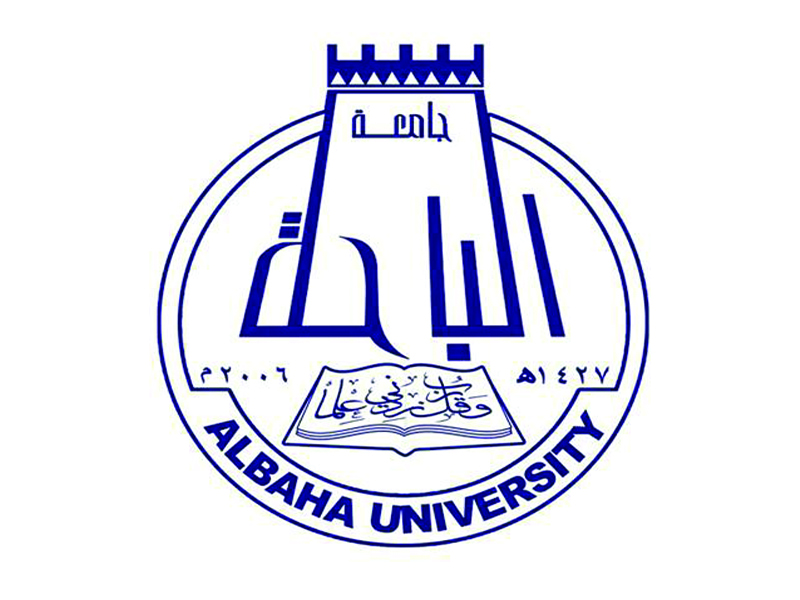 جامعة
الباحة
١٤٢٧هـ
٢٠٠٦م
وقل رب زدني علما
ALBAHA UNIVERSITY